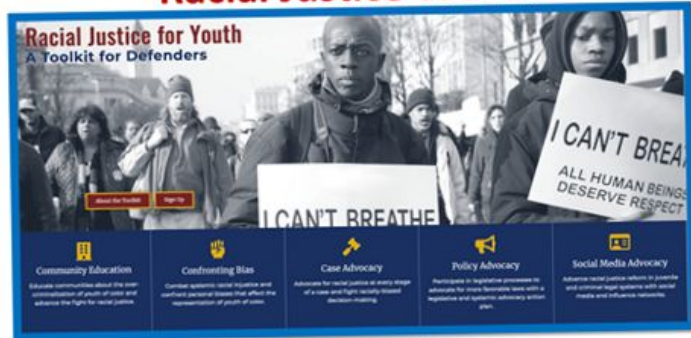 Racial Justice for Youth
A Toolkit for Defenders
I CAN'T BREATHE
I CAN'T BREA
ALL HUMAN BEINGS
DESERVE RESPECT
About the Toolkit
Sign Up
Community Education
Educate communities about the over-
criminalization of youth of color and
advance the fight for racial justice.
Confronting Bias
Combat systemic racial injustice and
confront personal biases that affect the
representation of youth of color.
Case Advocacy
Advocate for racial justice at every stage
of a case and fight racially-biased
decision-making.
Policy Advocacy
Participate in legislative processes to
advocate for more favorable laws with a
legislative and systemic advocacy action
plan.
Social Media Advocacy
Advance racial justice reform in juvenile
and criminal legal systems with social
media and influence networks.